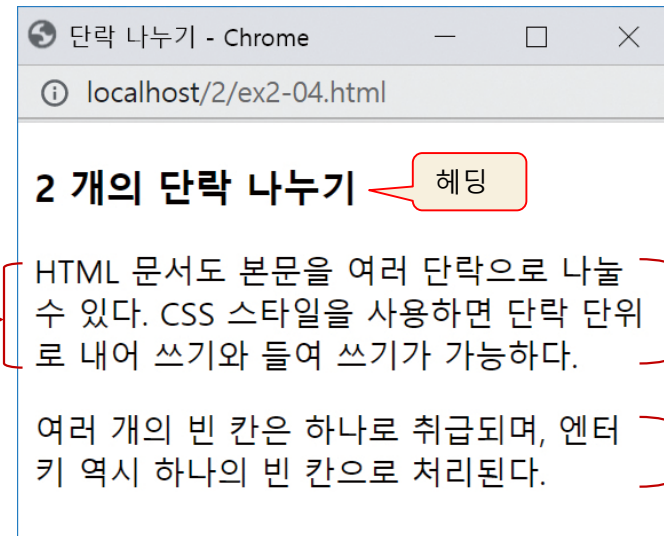 단락 나누기 - Chrome
localhost/2/ex2-04.html
2 개의 단락 나누기
헤딩
HTML 문서도 본문을 여러 단락으로 나눌
수 있다. CSS 스타일을 사용하면 단락 단위
로 내어 쓰기와 들여 쓰기가 가능하다.
여러 개의 빈 칸은 하나로 취급되며, 엔터
키 역시 하나의 빈 칸으로 처리된다.